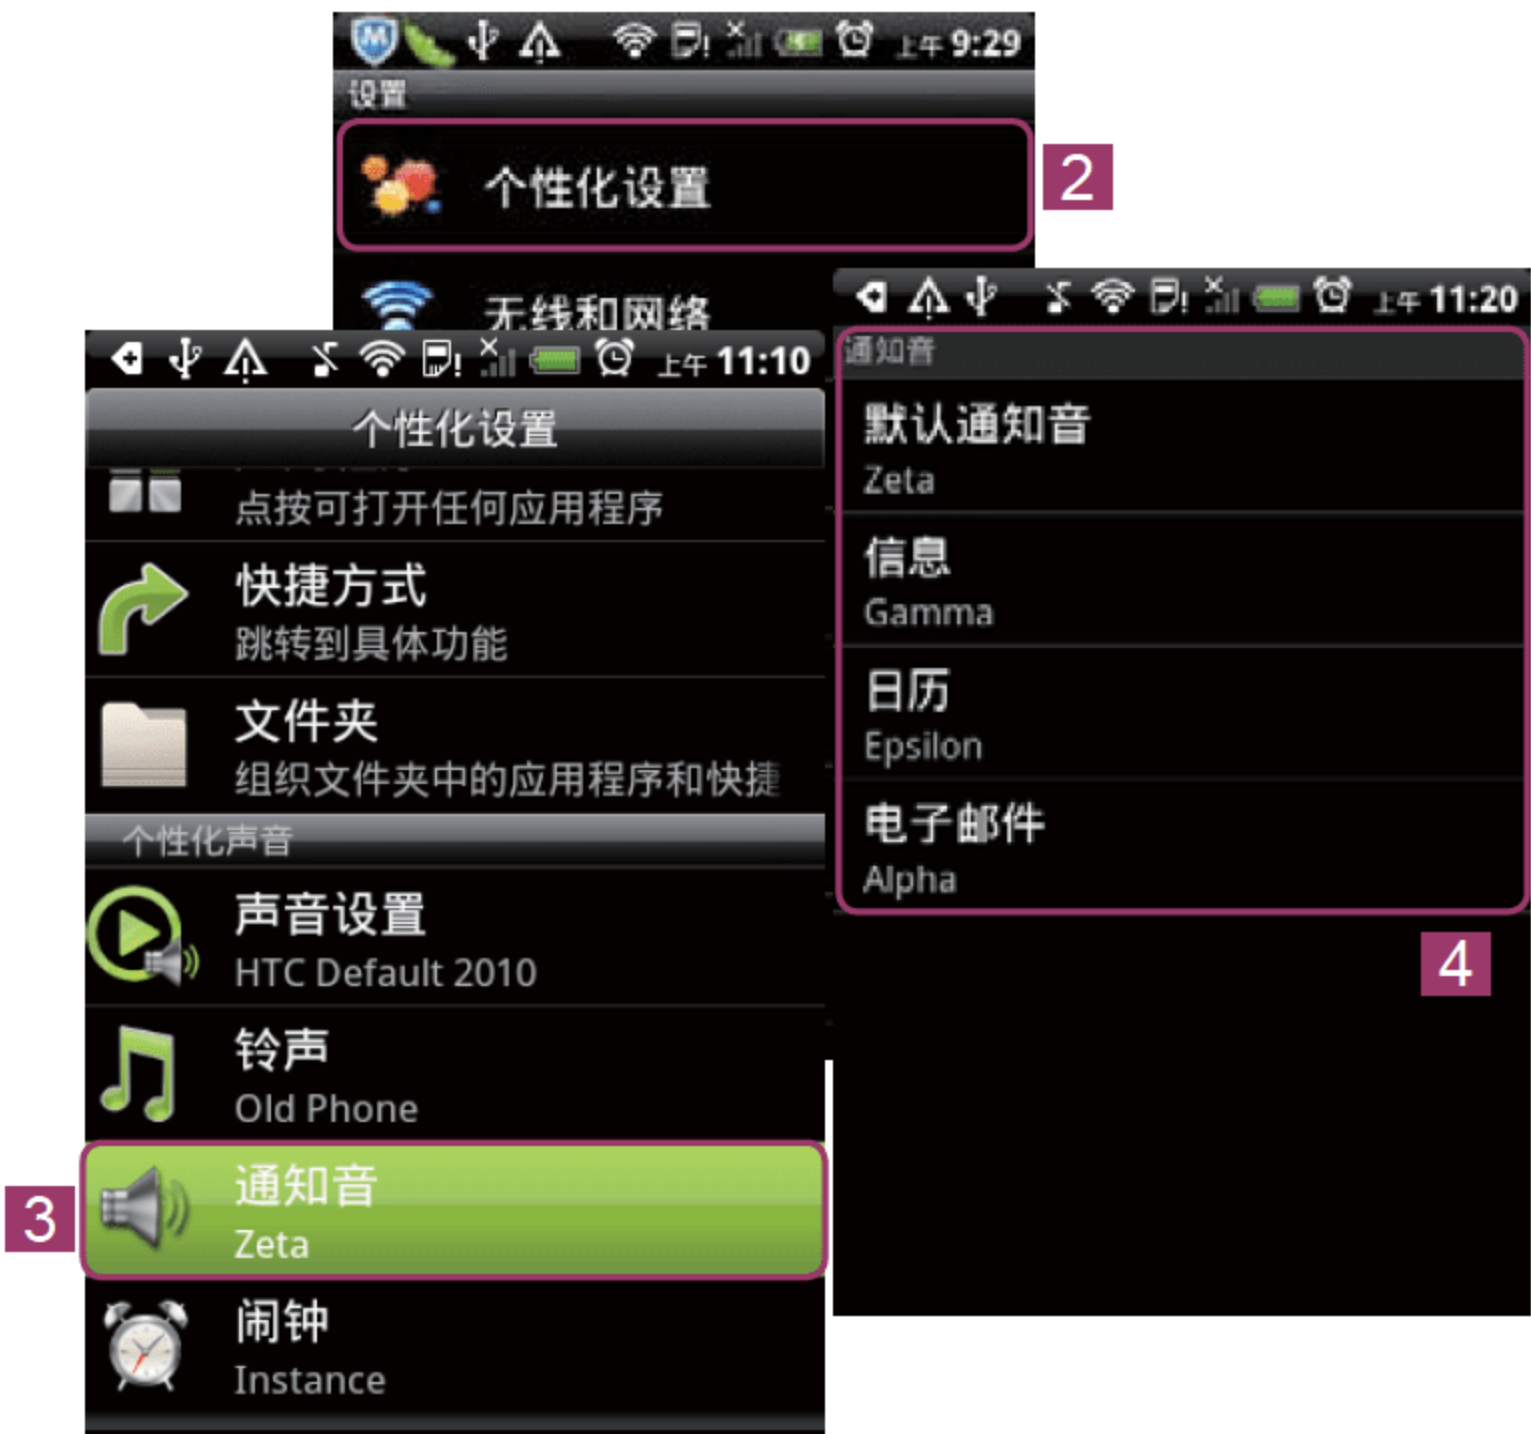 上午 9:29
设置
个性化设置
2
无线和网络
上午 11:10
个性化设置
点按可打开任何应用程序
快捷方式
跳转到具体功能
文件夹
组织文件夹中的应用程序和快捷
个性化声音
声音设置
HTC Default 2010
铃声
Old Phone
3
通知音
Zeta
闹钟
Instance
上午 11:20
通知音
默认通知音
Zeta
信息
Gamma
日历
Epsilon
电子邮件
Alpha
4